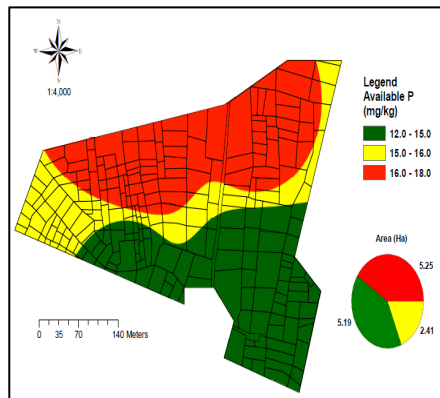 N
W E
S
1:4,000
Legend
Available P
(mg/kg)
12.0 - 15.0
15.0 - 16.0
16.0 - 18.0
Area (Ha)
5.25
5.19
2.41
0 35 70 140 Meters